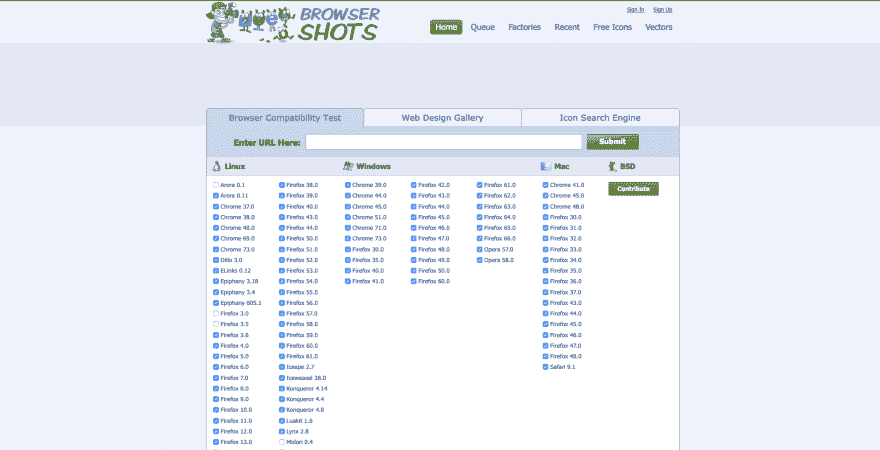 BROWSER
SHOTS
Sign In Sign Up
Home Queue Factories Recent Free Icons Vectors
Browser Compatibility Test Web Design Gallery Icon Search Engine
Enter URL Here: Submit
Linux Windows Mac BSD
Arora 0.1 Firefox 38.0 Chrome 39.0 Firefox 42.0 Firefox 61.0 Chrome 41.0 Contribute
Arora 0.11 Firefox 39.0 Chrome 44.0 Firefox 43.0 Firefox 62.0 Chrome 45.0
Chrome 37.0 Firefox 40.0 Chrome 45.0 Firefox 44.0 Firefox 63.0 Chrome 48.0
Chrome 38.0 Firefox 43.0 Chrome 51.0 Firefox 45.0 Firefox 64.0 Firefox 30.0
Chrome 48.0 Firefox 44.0 Chrome 71.0 Firefox 46.0 Firefox 65.0 Firefox 31.0
Chrome 69.0 Firefox 50.0 Chrome 73.0 Firefox 47.0 Firefox 66.0 Firefox 32.0
Chrome 73.0 Firefox 51.0 Firefox 30.0 Firefox 48.0 Opera 57.0 Firefox 33.0
Dillo 3.0 Firefox 52.0 Firefox 35.0 Firefox 49.0 Opera 58.0 Firefox 34.0
ELinks 0.12 Firefox 53.0 Firefox 40.0 Firefox 50.0 Firefox 35.0
Epiphany 3.18 Firefox 54.0 Firefox 41.0 Firefox 60.0 Firefox 36.0
Epiphany 3.4 Firefox 55.0 Firefox 37.0
Epiphany 605.1 Firefox 56.0 Firefox 43.0
Firefox 3.0 Firefox 57.0 Firefox 44.0
Firefox 3.5 Firefox 58.0 Firefox 45.0
Firefox 3.6 Firefox 59.0 Firefox 46.0
Firefox 4.0 Firefox 60.0 Firefox 47.0
Firefox 5.0 Firefox 61.0 Firefox 48.0
Firefox 6.0 Iceape 2.7 Safari 9.1
Firefox 7.0 Iceweasel 38.0
Firefox 8.0 Konqueror 4.14
Firefox 9.0 Konqueror 4.4
Firefox 10.0 Konqueror 4.8
Firefox 11.0 Luakit 1.8
Firefox 12.0 Lynx 2.8
Firefox 13.0 Midori 0.4